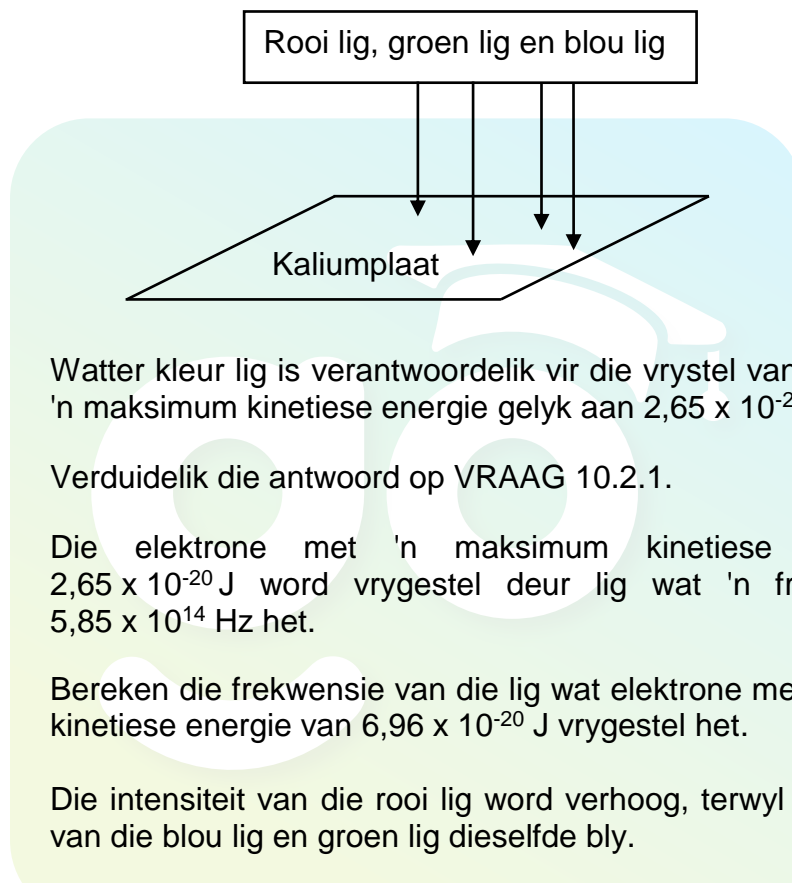 Rooi lig, groen lig en blou lig
Kaliumplaat
Watter kleur lig is verantwoordelik vir die vrystel van
'n maksimum kinetiese energie gelyk aan 2,65 x 10⁻²
Verduidelik die antwoord op VRAAG 10.2.1.
Die elektrone met 'n maksimum kinetiese
2,65 x 10⁻²⁰ J word vrygestel deur lig wat 'n fr
5,85 x 10¹⁴ Hz het.
Bereken die frekwensie van die lig wat elektrone me
kinetiese energie van 6,96 x 10⁻²⁰ J vrygestel het.
Die intensiteit van die rooi lig word verhoog, terwyl
van die blou lig en groen lig dieselfde bly.